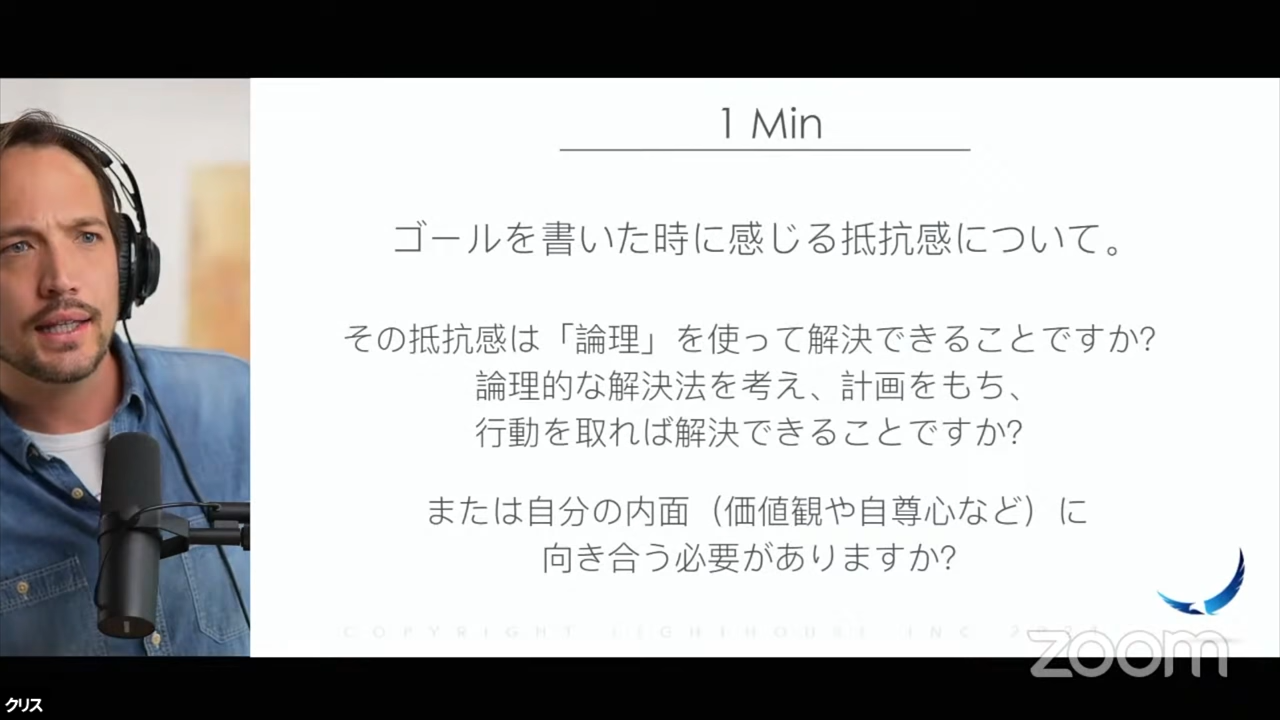 1 Min
ゴールを書いた時に感じる抵抗感について。
その抵抗感は「論理」を使って解決できることですか?
論理的な解決法を考え、計画をもち、
行動を取れば解決できることですか?
または自分の内面（価値観や自尊心など）に
向き合う必要がありますか?
COPYRIGHT LIGHTHOUSE INC
zoom
クリス